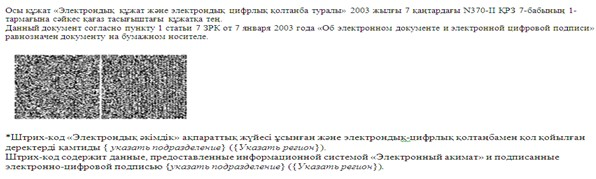 Осы құжат «Электрондық құжат және электрондық цифрлық қолтаңба туралы» 2003 жылғы 7 қаңтардағы N370-II ҚРЗ 7-бабының 1-
тармағына сәйкес қағаз тасығыштағы құжатқа тең.
Данный документ согласно пункту 1 статьи 7 ЗРК от 7 января 2003 года «Об электронном документе и электронной цифровой подписи»
равнозначен документу на бумажном носителе.
*Штрих-код «Электрондық әкімдік» ақпараттық жүйесі ұсынған және электрондық-цифрлық қолтаңбамен қол қойылған
деректерді қамтиды { указать подразделение} ({Указать регион}).
Штрих-код содержит данные, предоставленные информационной системой «Электронный акимат» и подписанные
электронно-цифровой подписью {указать подразделение} ({Указать регион}).